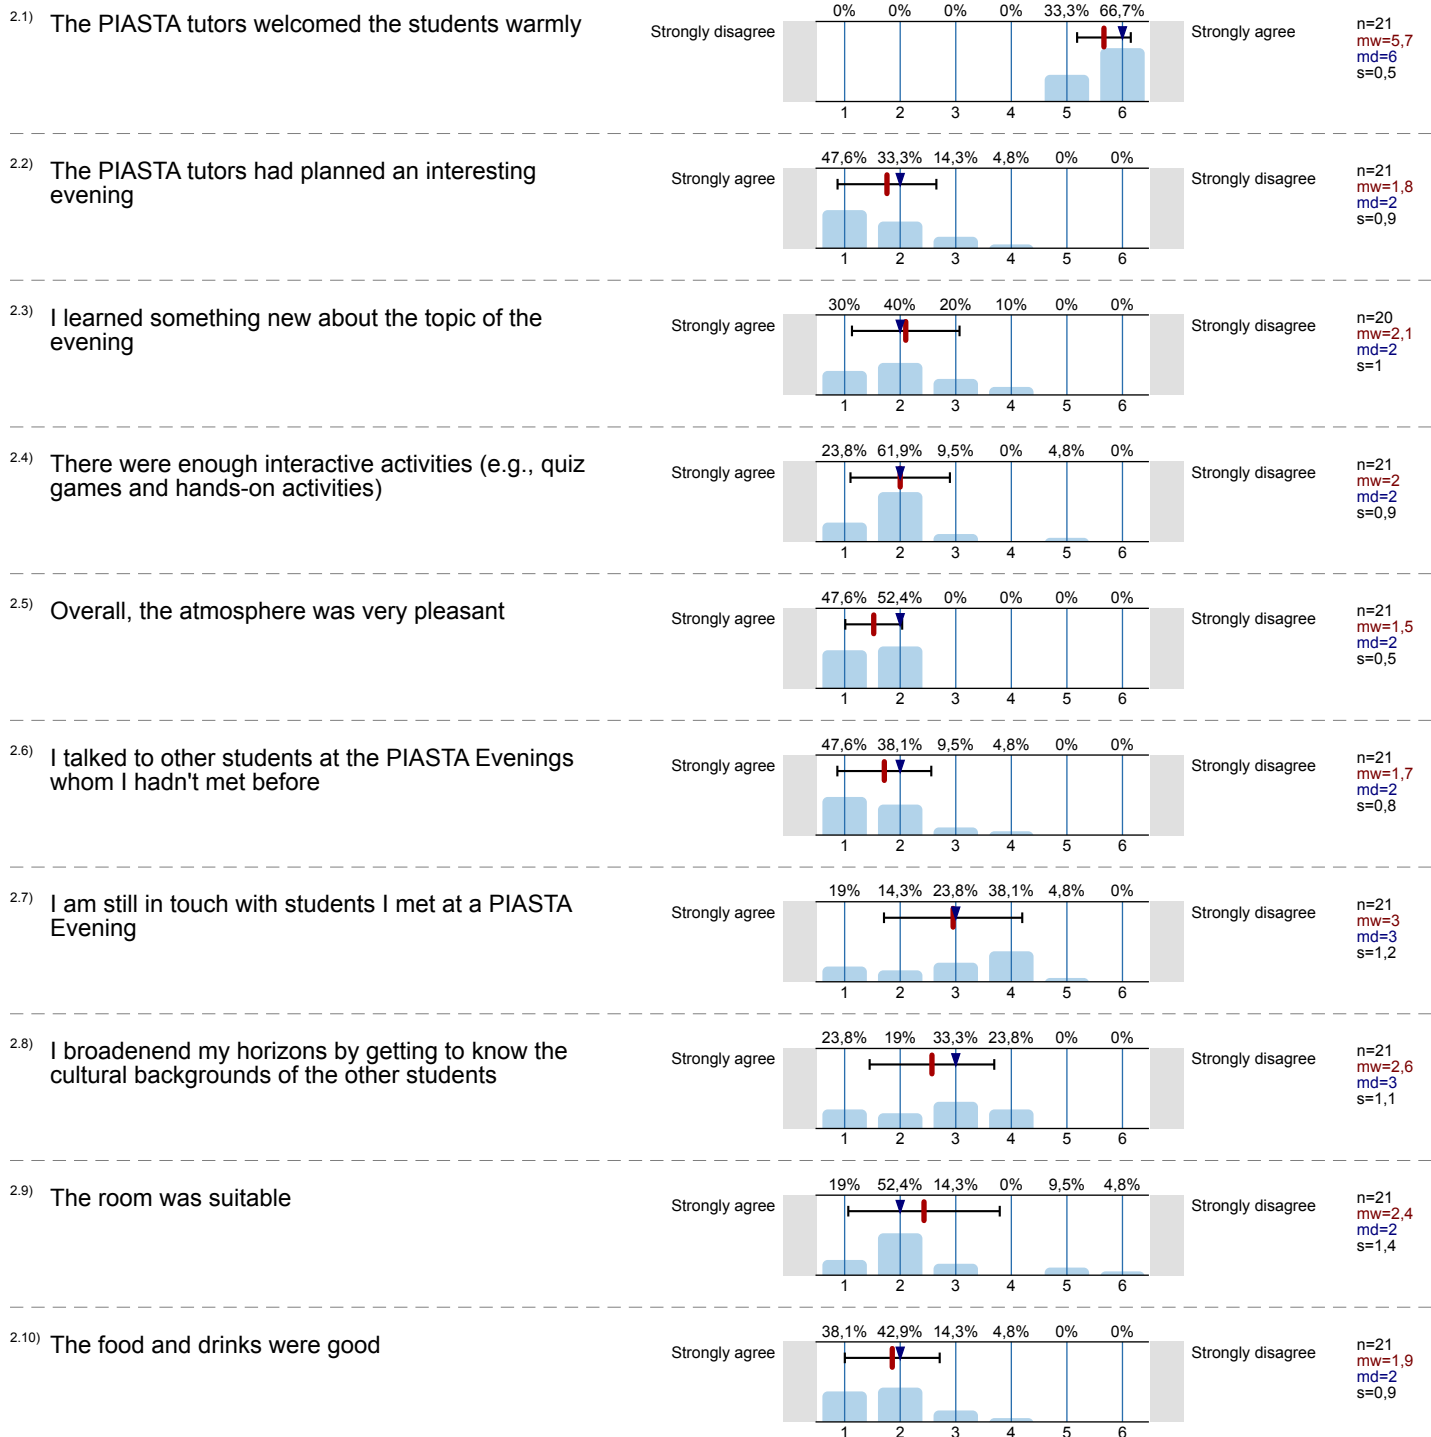 2.1) The PIASTA tutors welcomed the students warmly
Strongly disagree
0% 0% 0% 0% 33,3% 66,7%
1 2 3 4 5 6
Strongly agree
n=21
mw=5,7
md=6
s=0,5
2.2) The PIASTA tutors had planned an interesting
evening
Strongly agree
47,6% 33,3% 14,3% 4,8% 0% 0%
1 2 3 4 5 6
Strongly disagree
n=21
mw=1,8
md=2
s=0,9
2.3) I learned something new about the topic of the
evening
Strongly agree
30% 40% 20% 10% 0% 0%
1 2 3 4 5 6
Strongly disagree
n=20
mw=2,1
md=2
s=1
2.4) There were enough interactive activities (e.g., quiz
games and hands-on activities)
Strongly agree
23,8% 61,9% 9,5% 0% 4,8% 0%
1 2 3 4 5 6
Strongly disagree
n=21
mw=2
md=2
s=0,9
2.5) Overall, the atmosphere was very pleasant
Strongly agree
47,6% 52,4% 0% 0% 0% 0%
1 2 3 4 5 6
Strongly disagree
n=21
mw=1,5
md=2
s=0,5
2.6) I talked to other students at the PIASTA Evenings
whom I hadn't met before
Strongly agree
47,6% 38,1% 9,5% 4,8% 0% 0%
1 2 3 4 5 6
Strongly disagree
n=21
mw=1,7
md=2
s=0,8
2.7) I am still in touch with students I met at a PIASTA
Evening
Strongly agree
19% 14,3% 23,8% 38,1% 4,8% 0%
1 2 3 4 5 6
Strongly disagree
n=21
mw=3
md=3
s=1,2
2.8) I broadenend my horizons by getting to know the
cultural backgrounds of the other students
Strongly agree
23,8% 19% 33,3% 23,8% 0% 0%
1 2 3 4 5 6
Strongly disagree
n=21
mw=2,6
md=3
s=1,1
2.9) The room was suitable
Strongly agree
19% 52,4% 14,3% 0% 9,5% 4,8%
1 2 3 4 5 6
Strongly disagree
n=21
mw=2,4
md=2
s=1,4
2.10) The food and drinks were good
Strongly agree
38,1% 42,9% 14,3% 4,8% 0% 0%
1 2 3 4 5 6
Strongly disagree
n=21
mw=1,9
md=2
s=0,9